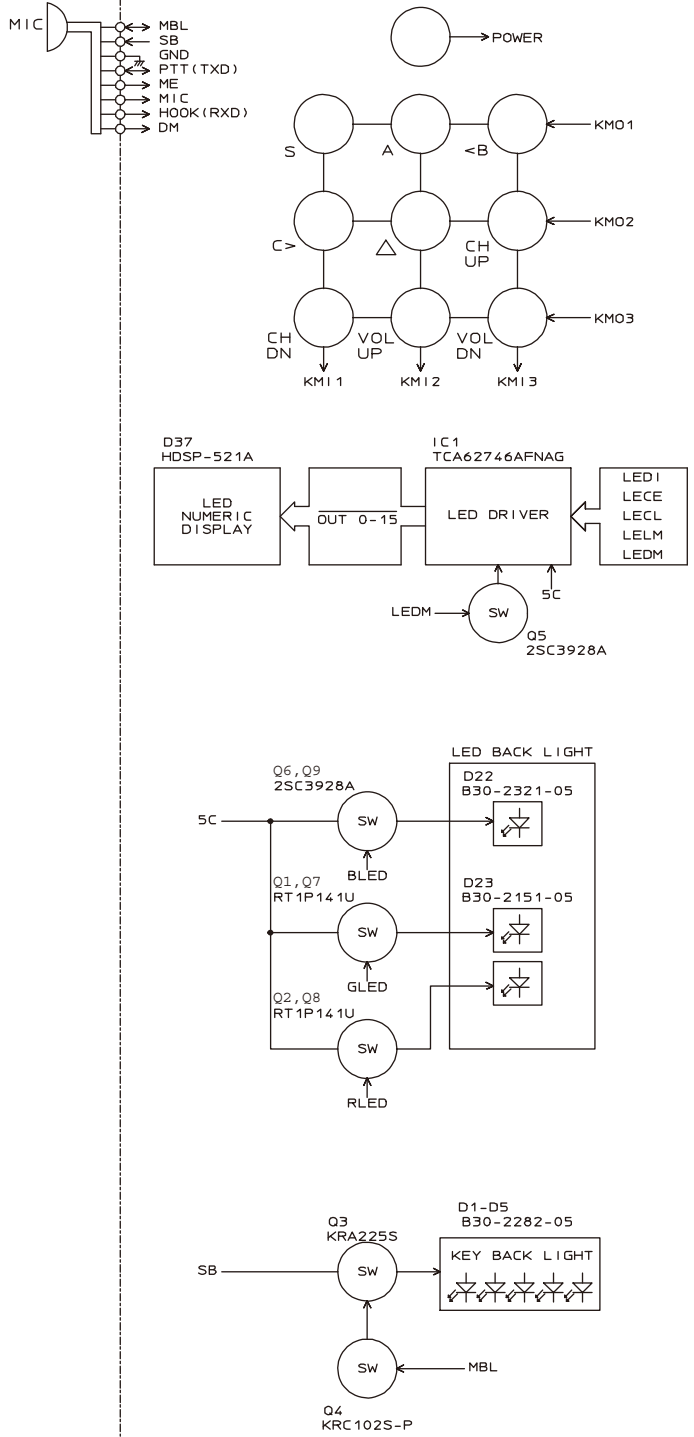 MIC
MBL
SB
GND
PTT(TXD)
ME
MIC
HOOK(RXD)
DM
POWER
S
A
<B
KMO1
C>
△
CH
UP
KMO2
CH
DN
VOL
UP
VOL
DN
KMO3
KMI1
KMI2
KMI3
D37
HDSP-521A
LED
NUMERIC
DISPLAY
OUT 0-15
IC1
TCA62746AFNAG
LED DRIVER
LEDI
LECE
LECL
LELM
LEDM
LEDM
SW
5C
Q5
2SC3928A
LED BACK LIGHT
Q6,Q9
2SC3928A
D22
B30-2321-05
5C
SW
BLED
Q1,Q7
RT1P141U
D23
B30-2151-05
SW
GLED
Q2,Q8
RT1P141U
SW
RLED
Q3
KRA225S
D1-D5
B30-2282-05
SB
SW
KEY BACK LIGHT
SW
MBL
Q4
KRC102S-P